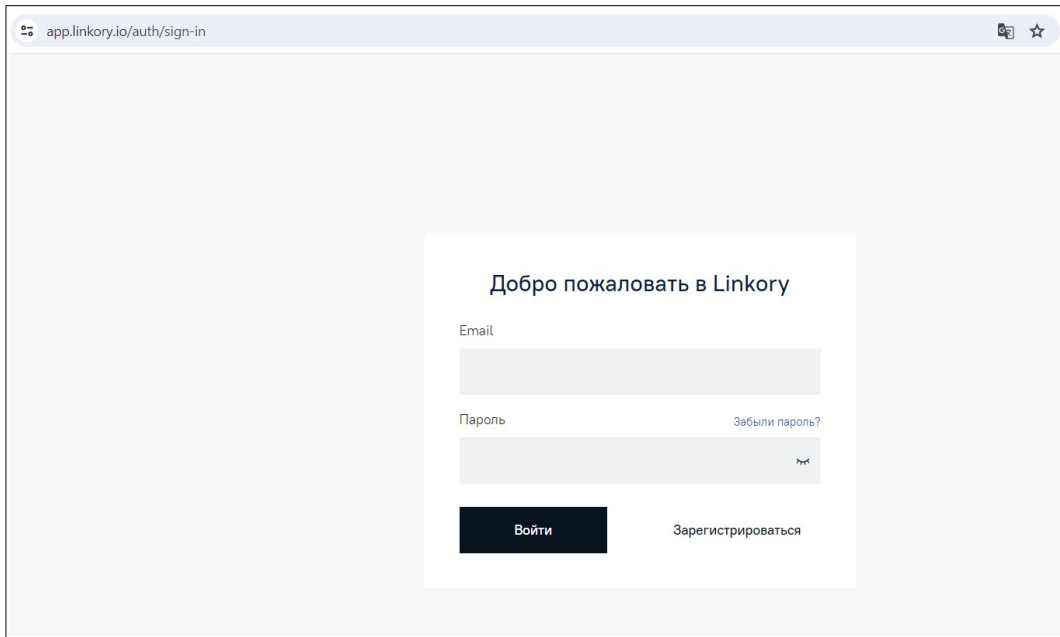 app.linkory.io/auth/sign-in
Добро пожаловать в Linkory
Email
Пароль
Забыли пароль?
Войти
Зарегистрироваться